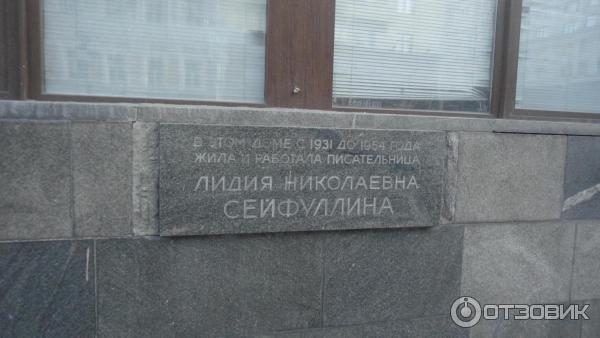 В ЭТОМ ДОМЕ С 1931 ДО 1954 ГОДА
ЖИЛА И РАБОТАЛА ПИСАТЕЛЬНИЦА
ЛИДИЯ НИКОЛАЕВНА
СЕЙФУЛЛИНА
ОТЗОВИК